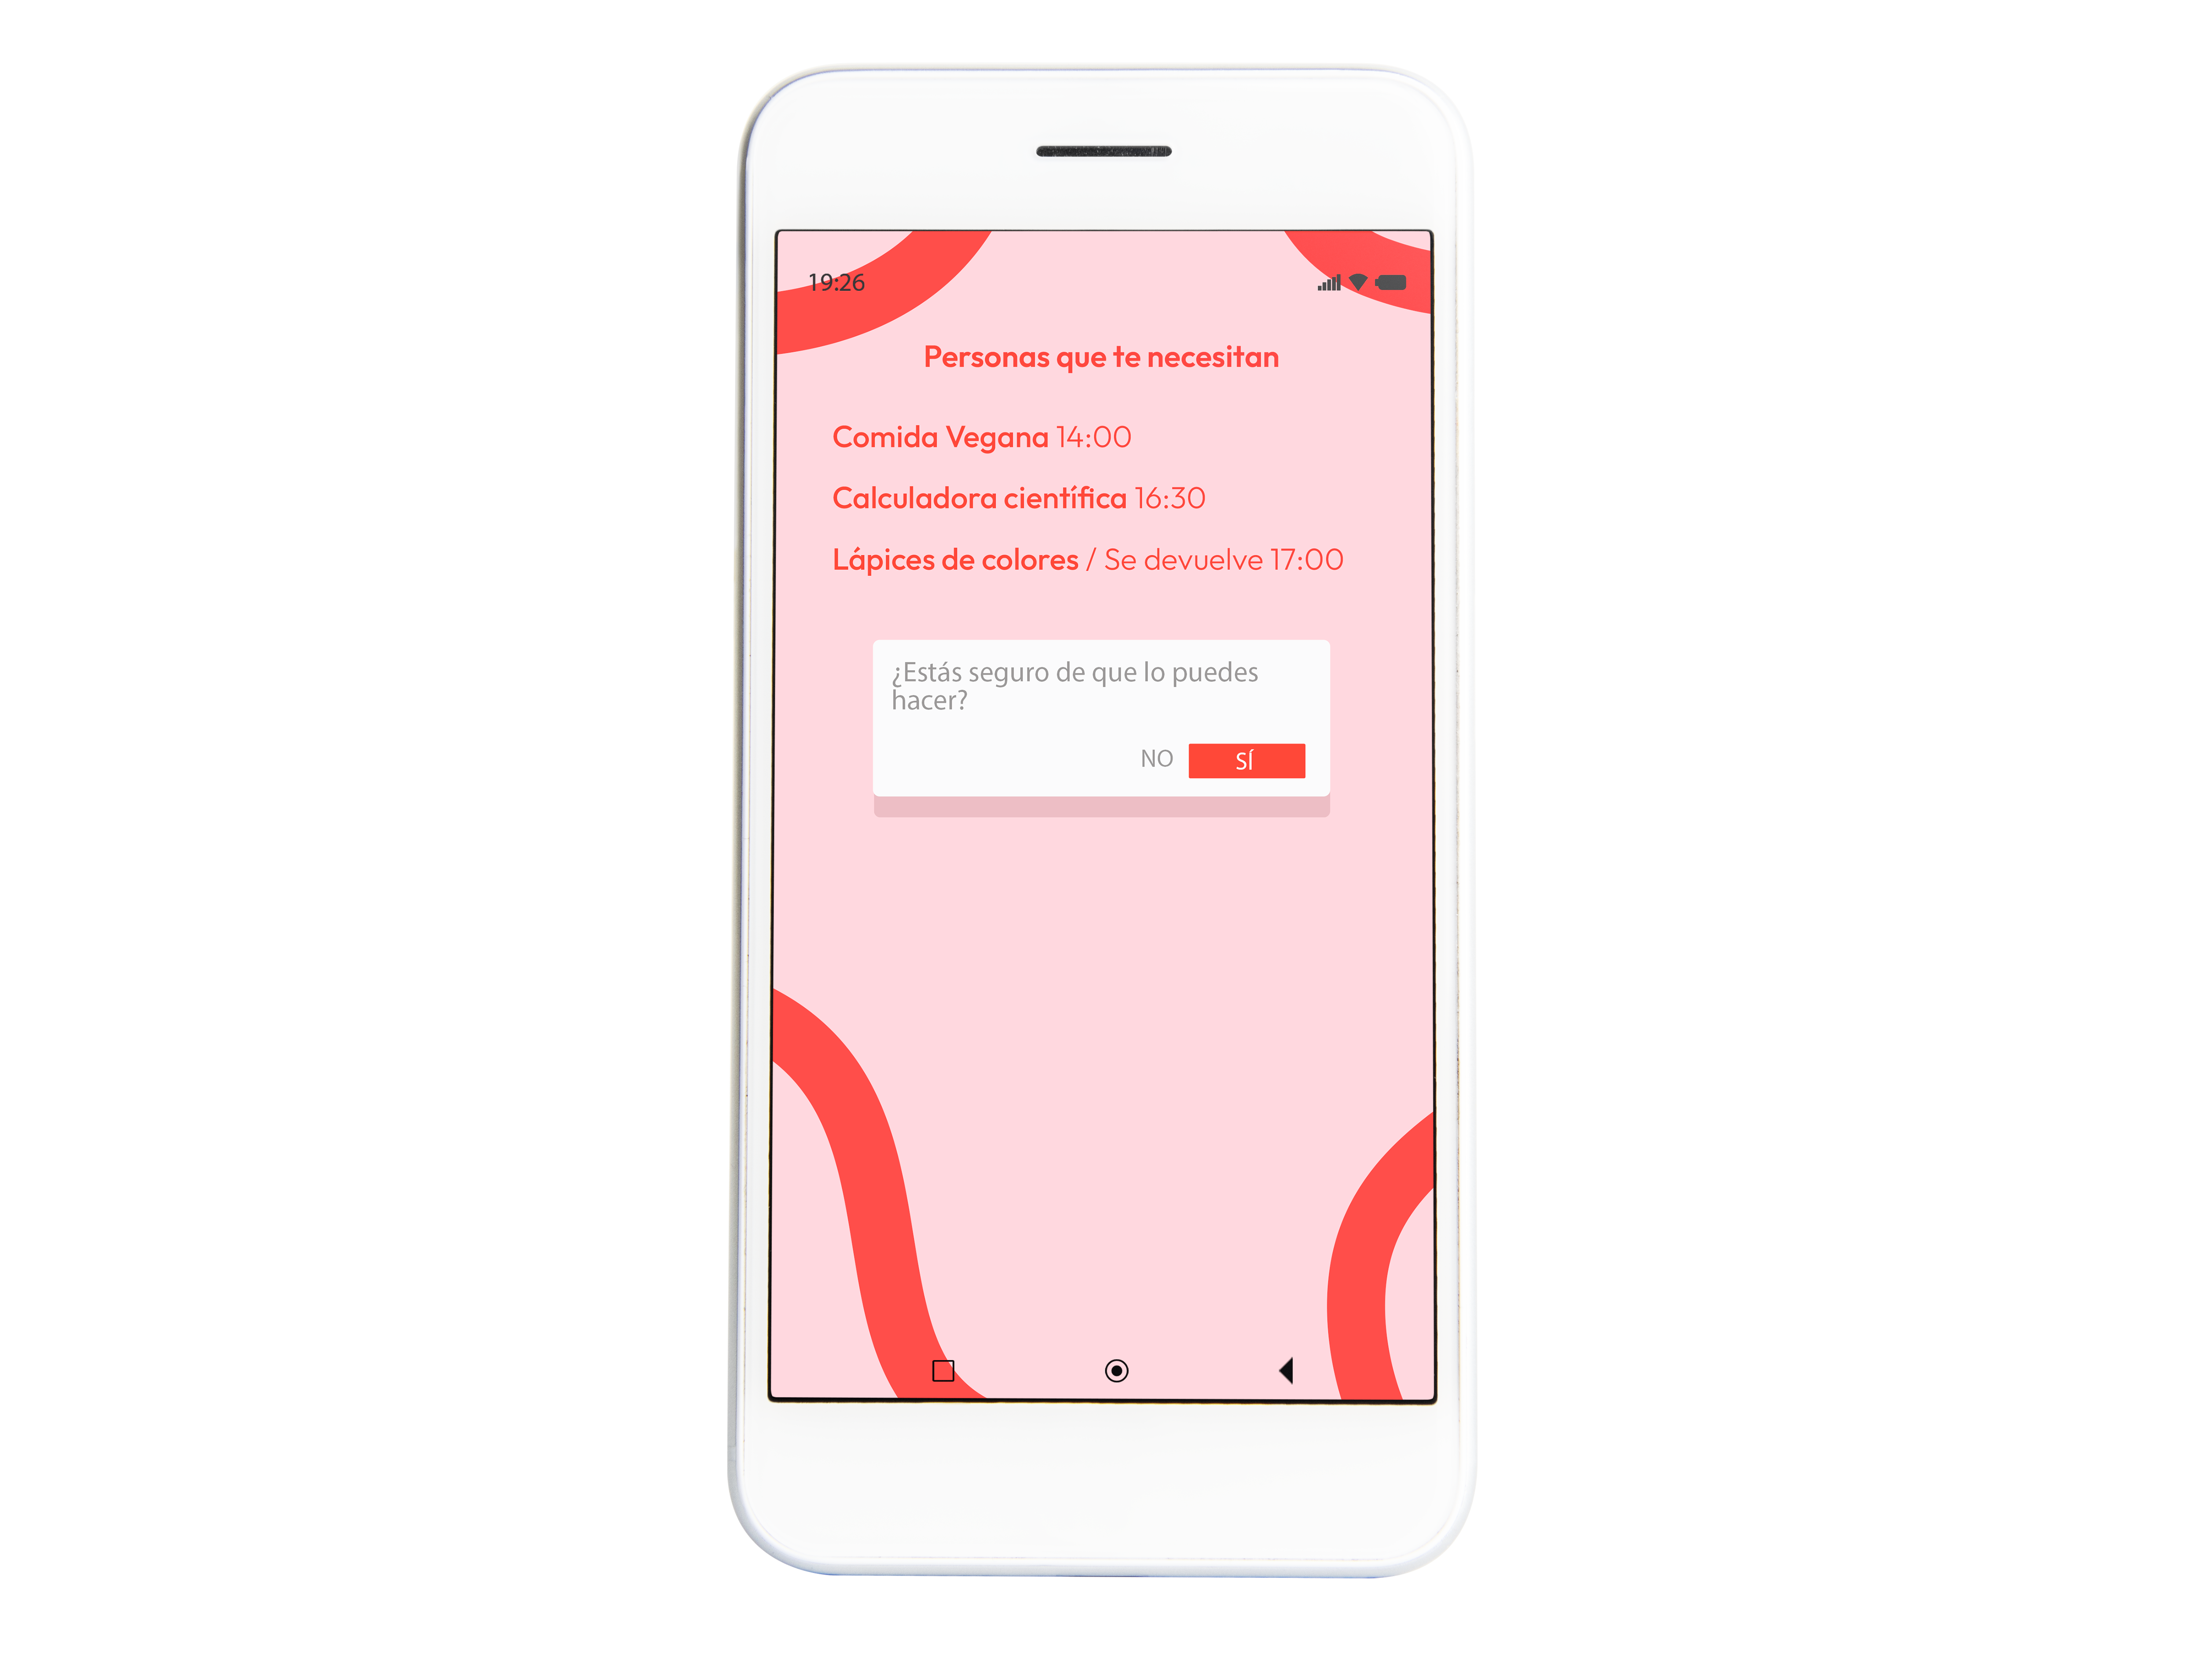 19:26
Personas que te necesitan
Comida Vegana 14:00
Calculadora científica 16:30
Lápices de colores / Se devuelve 17:00
¿Estás seguro de que lo puedes
hacer?
NO SÍ